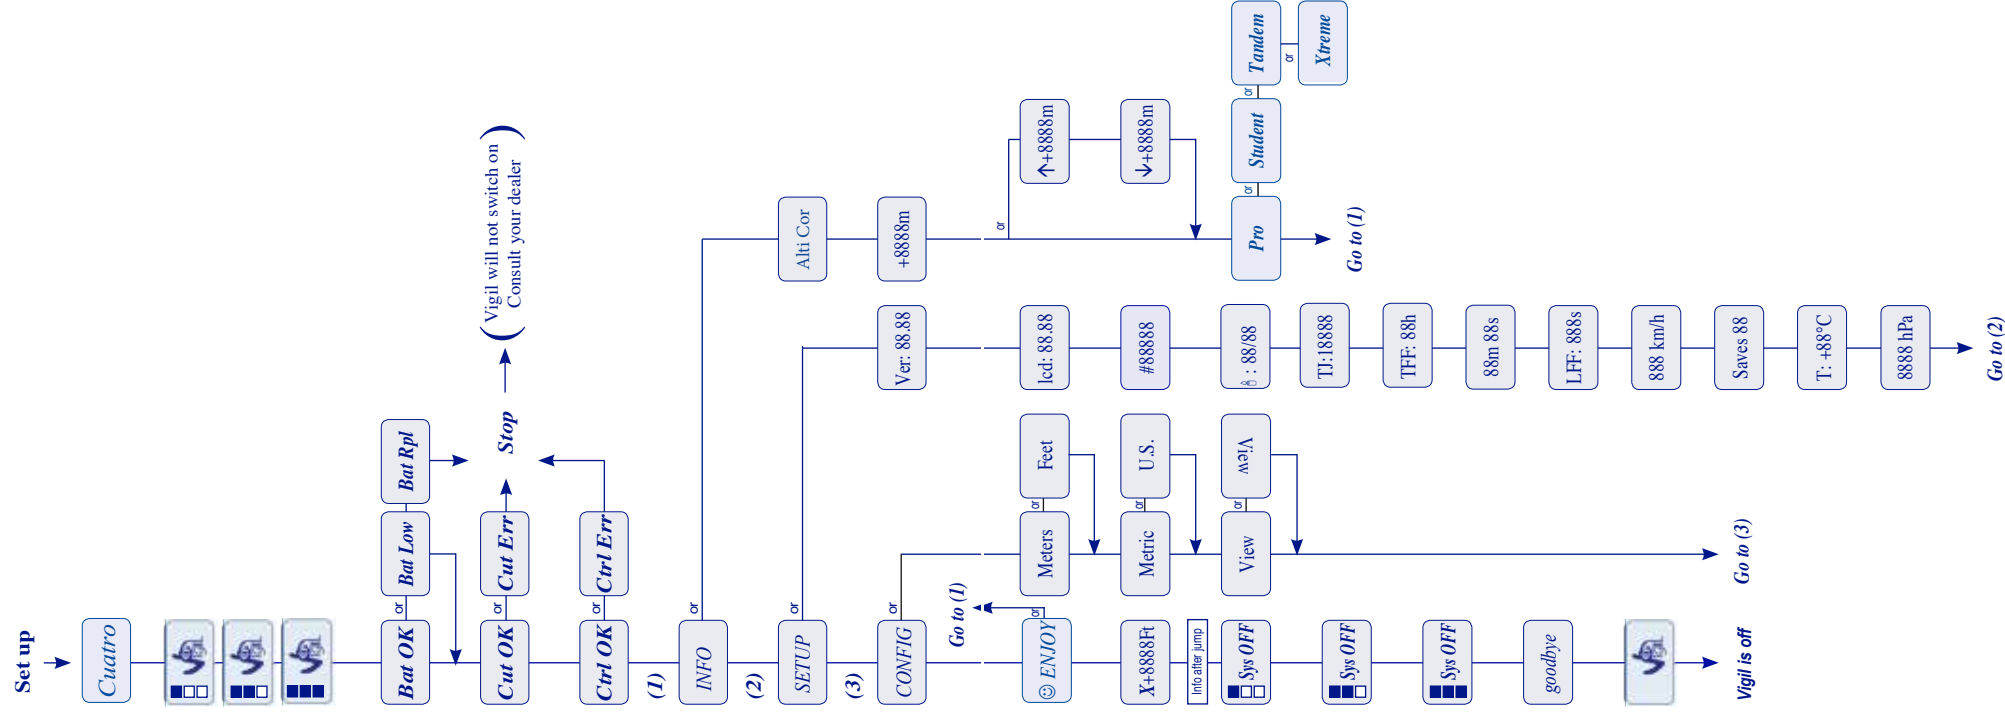 Set up
Cuatro
Bat OK or Bat Low Bat Rpl
Cut OK or Cut Err Stop (Vigil will not switch on
Consult your dealer)
Ctrl OK or Ctrl Err
(1)
INFO or
(2)
SETUP or
Alti Cor
(3)
CONFIG or
Ver: 88.88
+8888m
Go to (1)
or
☺ ENJOY or
Meters or Feet
lcd: 88.88
↑+8888m
X+8888Ft
Metric or U.S.
#88888
↓+8888m
Info after jump
Sys OFF
View or View
: 88/88
Pro or Student or Tandem
or
Xtreme
TJ:18888
Go to (1)
Sys OFF
TFF: 88h
Sys OFF
88m 88s
goodbye
LFF: 888s
888 km/h
Saves 88
Vigil is off
Go to (3)
T: +88°C
8888 hPa
Go to (2)